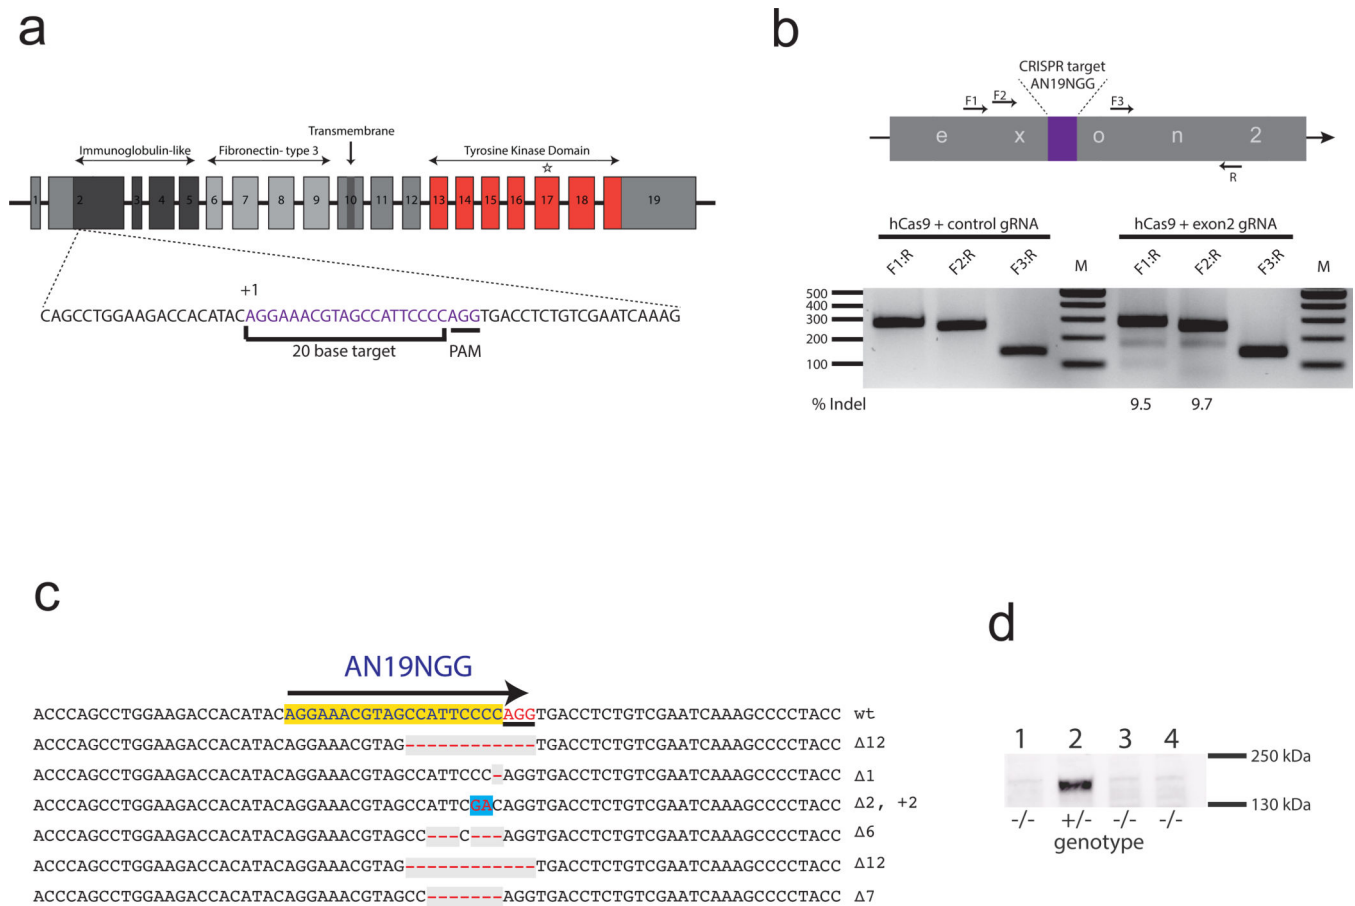 a
Transmembrane
Immunoglobulin-like
Fibronectin- type 3
Tyrosine Kinase Domain
1 2 3 4 5 6 7 8 9 10 11 12 13 14 15 16 17 18 19
+1
CAGCCTGGAAGACCACATACAGGAAACGTAGCCATTCCCCAGGTGACCTCTGTCGAATCAAAG
20 base target
PAM
b
CRISPR target
AN19NGG
F1
F2
F3
e x o n 2
R
hCas9 + control gRNA
hCas9 + exon2 gRNA
F1:R F2:R F3:R M F1:R F2:R F3:R M
500
400
300
200
100
% Indel 9.5 9.7
c
AN19NGG
ACCCAGCCTGGAAGACCACATACAGGAAACGTAGCCATTCCCCAGGTGACCTCTGTCGAATCAAAGCCCCTACC wt
ACCCAGCCTGGAAGACCACATACAGGAAACGTAG------------TGACCTCTGTCGAATCAAAGCCCCTACC Δ12
ACCCAGCCTGGAAGACCACATACAGGAAACGTAGCCATTCCC-AGGTGACCTCTGTCGAATCAAAGCCCCTACC Δ1
ACCCAGCCTGGAAGACCACATACAGGAAACGTAGCCATTCGACAGGTGACCTCTGTCGAATCAAAGCCCCTACC Δ2, +2
ACCCAGCCTGGAAGACCACATACAGGAAACGTAGCC---C---AGGTGACCTCTGTCGAATCAAAGCCCCTACC Δ6
ACCCAGCCTGGAAGACCACATACAGGAAACGTAG------------TGACCTCTGTCGAATCAAAGCCCCTACC Δ12
ACCCAGCCTGGAAGACCACATACAGGAAACGTAGCC-------AGGTGACCTCTGTCGAATCAAAGCCCCTACC Δ7
d
1 2 3 4
250 kDa
130 kDa
-/- +/- -/- -/-
genotype